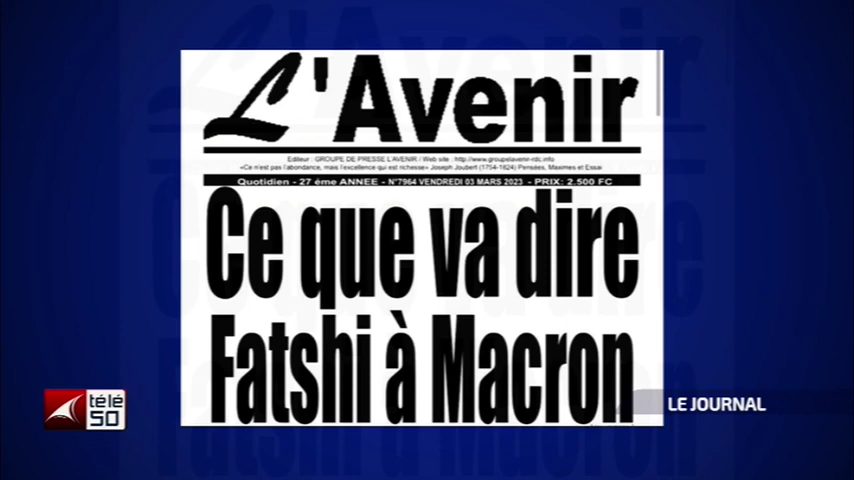 L'Avenir
Editeur : GROUPE DE PRESSE L'AVENIR / Web site : http://www.groupelavenir-rdc.info
«Ce n'est pas l'abondance, mais l'excellence qui est richesse» Joseph Joubert (1754-1824) Pensées, Maximes et Essai
Quotidien - 27 éme ANNEE - N°7964 VENDREDI 03 MARS 2023 - PRIX: 2.500 FC
Ce que va dire
Fatshi à Macron
télé
50
LE JOURNAL